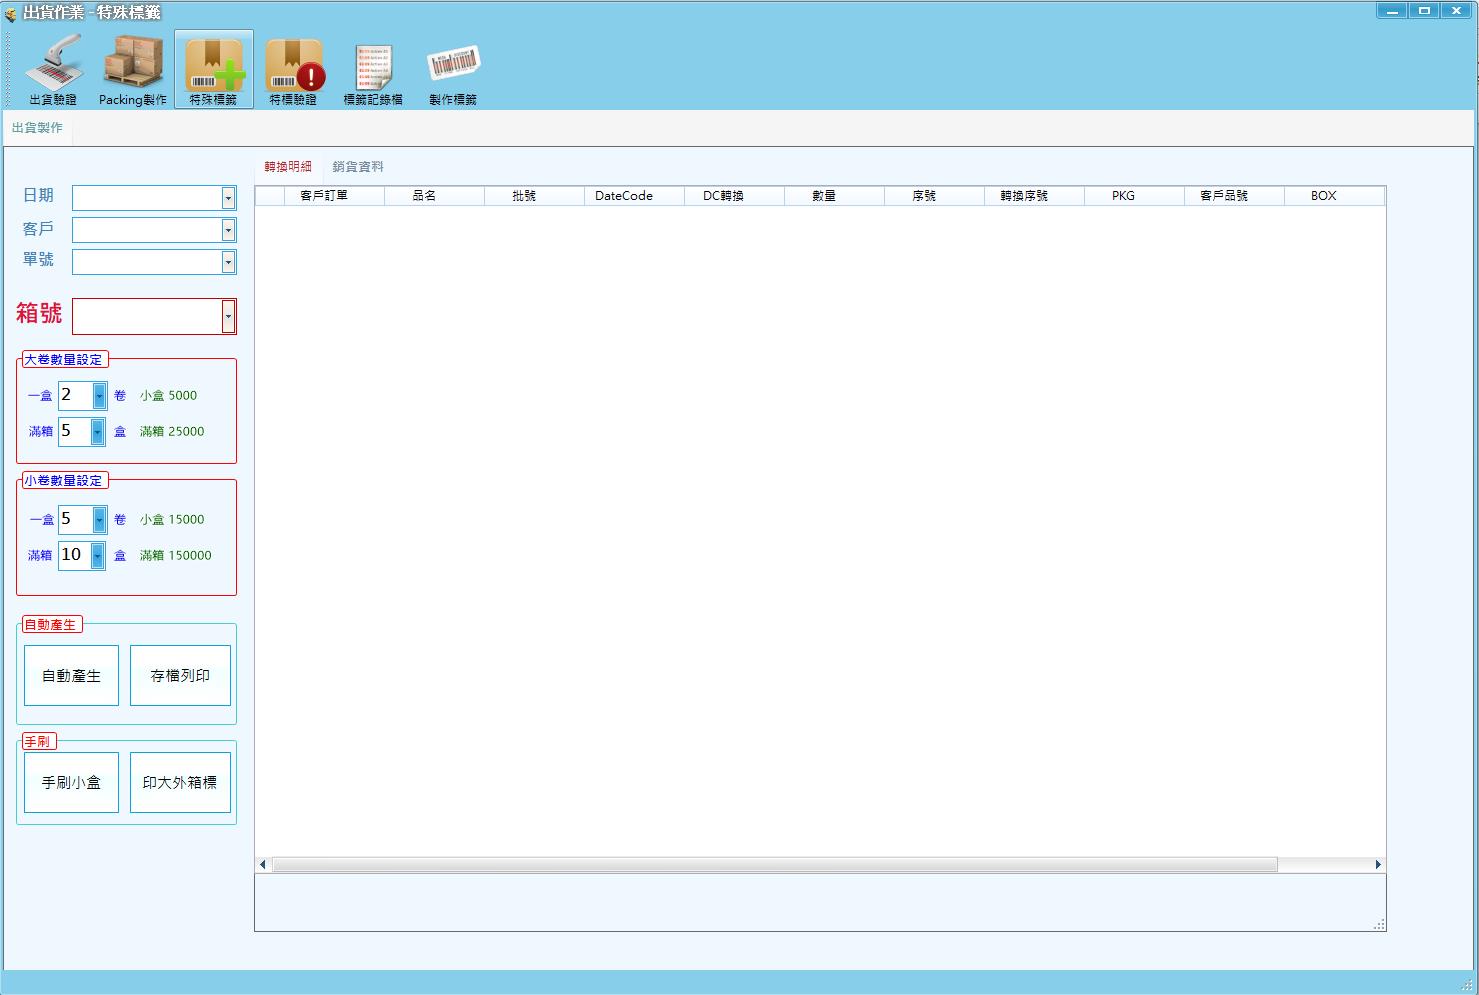 出貨作業 - 特殊標籤
出貨驗證 Packing製作 特殊標籤 特標驗證 標籤記錄檔 製作標籤
出貨製作
轉換明細 銷貨資料
客戶訂單 品名 批號 DateCode DC轉換 數量 序號 轉換序號 PKG 客戶品號 BOX
日期
客戶
單號
箱號
大卷數量設定
一盒 2 卷 小盒 5000
滿箱 5 盒 滿箱 25000
小卷數量設定
一盒 5 卷 小盒 15000
滿箱 10 盒 滿箱 150000
自動產生
自動產生 存檔列印
手刷
手刷小盒 印大外箱標